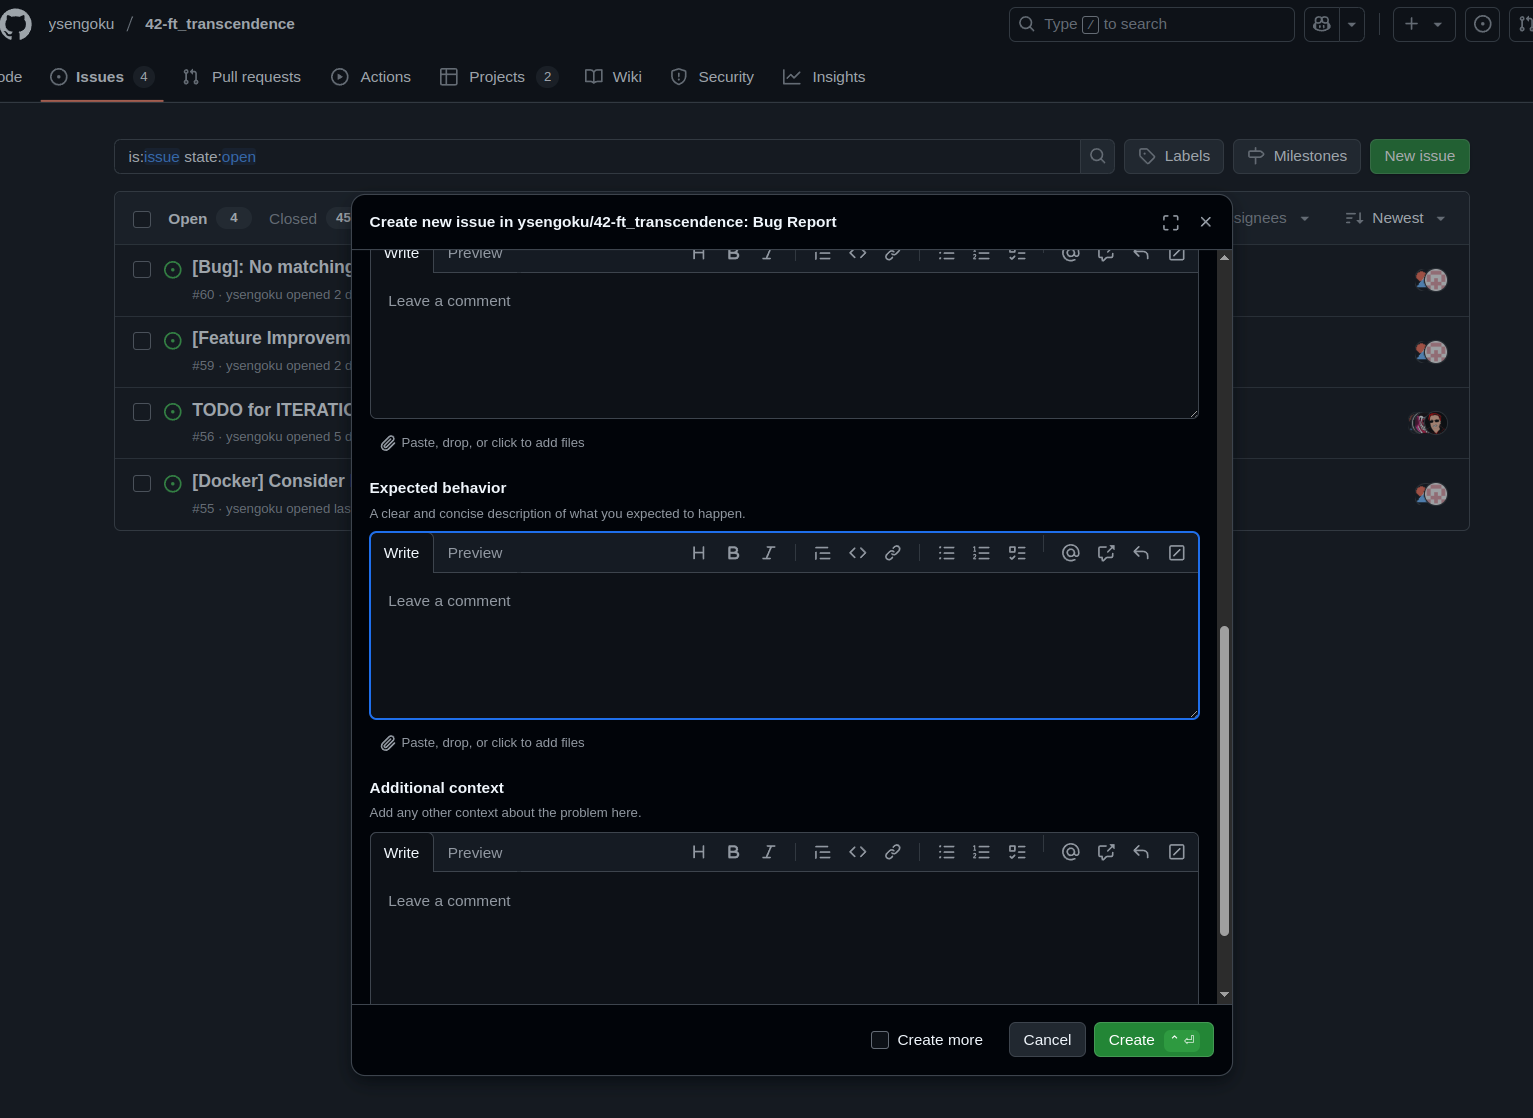 ysengoku / 42-ft_transcendence
Type / to search
ode Issues 4 Pull requests Actions Projects 2 Wiki Security Insights
is:issue state:open
Labels Milestones New issue
Open 4 Closed 45 signees Newest
[Bug]: No matching
#60 · ysengoku opened 2 d
[Feature Improvem
#59 · ysengoku opened 2 d
TODO for ITERATIO
#56 · ysengoku opened 5 d
[Docker] Consider
#55 · ysengoku opened las
Create new issue in ysengoku/42-ft_transcendence: Bug Report
Write Preview
Leave a comment
Paste, drop, or click to add files
Expected behavior
A clear and concise description of what you expected to happen.
Write Preview
Leave a comment
Paste, drop, or click to add files
Additional context
Add any other context about the problem here.
Write Preview
Leave a comment
Create more Cancel Create ⌃ ⏎